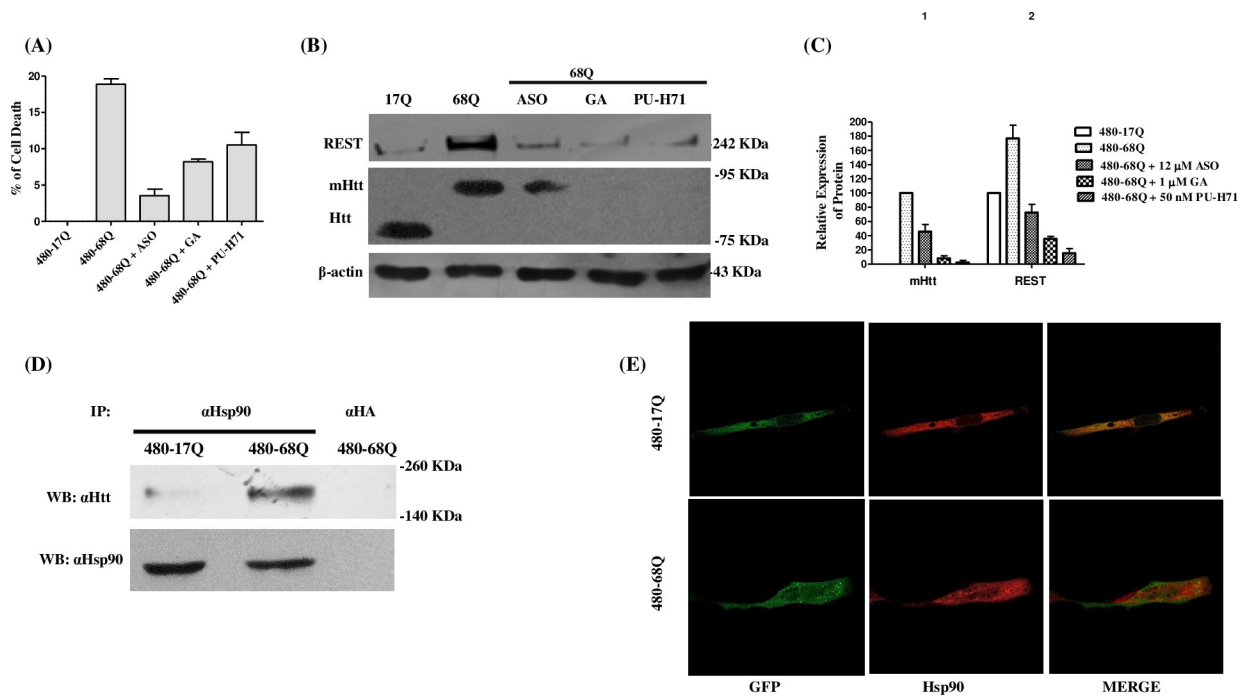 1
2
(A)
20
15
10
5
0
% of Cell Death
480-17Q
480-68Q
480-68Q + ASO
480-68Q + GA
480-68Q + PU-H71
(B)
68Q
17Q
68Q
ASO
GA
PU-H71
REST
-242 KDa
-95 KDa
mHtt
Htt
-75 KDa
β-actin
-43 KDa
(C)
Relative Expression
of Protein
200
180
160
140
120
100
80
60
40
20
0
mHtt
REST
480-17Q
480-68Q
480-68Q + 12 µM ASO
480-68Q + 1 µM GA
480-68Q + 50 nM PU-H71
(D)
IP:
αHsp90
αHA
480-17Q
480-68Q
480-68Q
-260 KDa
WB: αHtt
-140 KDa
WB: αHsp90
(E)
480-17Q
480-68Q
GFP
Hsp90
MERGE